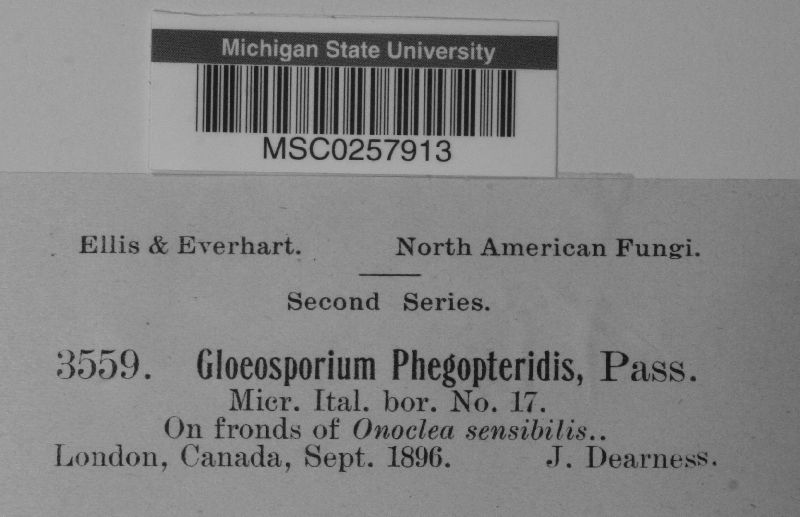 Michigan State University
MSC0257913
Ellis & Everhart. North American Fungi.
Second Series.
3559. Gloeosporium Phegopteridis, Pass.
Micr. Ital. bor. No. 17.
On fronds of Onoclea sensibilis..
London, Canada, Sept. 1896. J. Dearness.